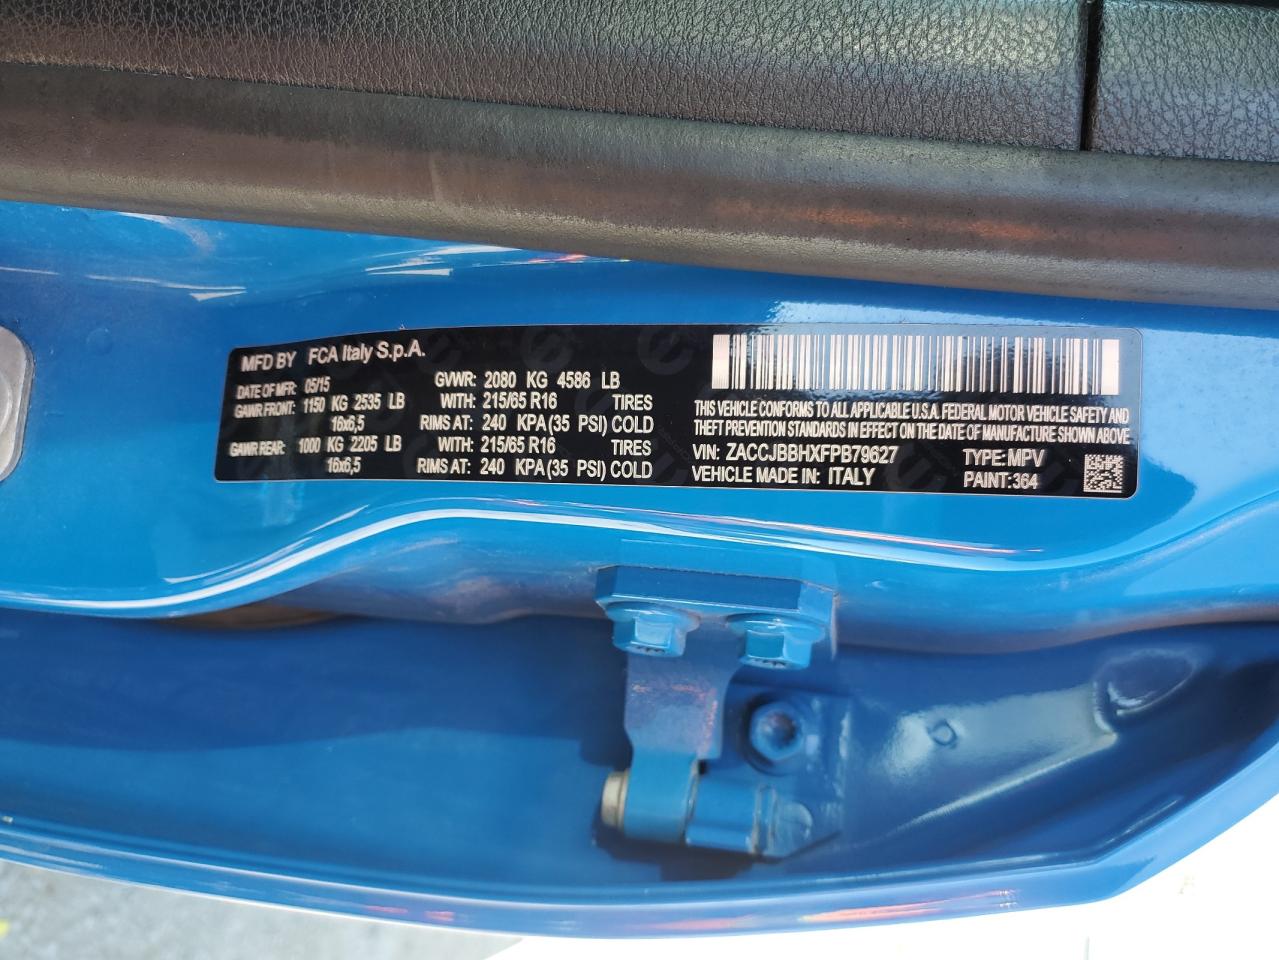 MFD BY FCA Italy S.p.A.
DATE OF MFR: 05/15 GVWR: 2080 KG 4586 LB
GAWR FRONT: 1150 KG 2535 LB WITH: 215/65 R16 TIRES
16x6,5 RIMS AT: 240 KPA (35 PSI) COLD
GAWR REAR: 1000 KG 2205 LB WITH: 215/65 R16 TIRES
16x6,5 RIMS AT: 240 KPA (35 PSI) COLD
THIS VEHICLE CONFORMS TO ALL APPLICABLE U.S.A. FEDERAL MOTOR VEHICLE SAFETY AND
THEFT PREVENTION STANDARDS IN EFFECT ON THE DATE OF MANUFACTURE SHOWN ABOVE.
VIN: ZACCJBBHXFPB79627 TYPE: MPV
VEHICLE MADE IN: ITALY PAINT: 364